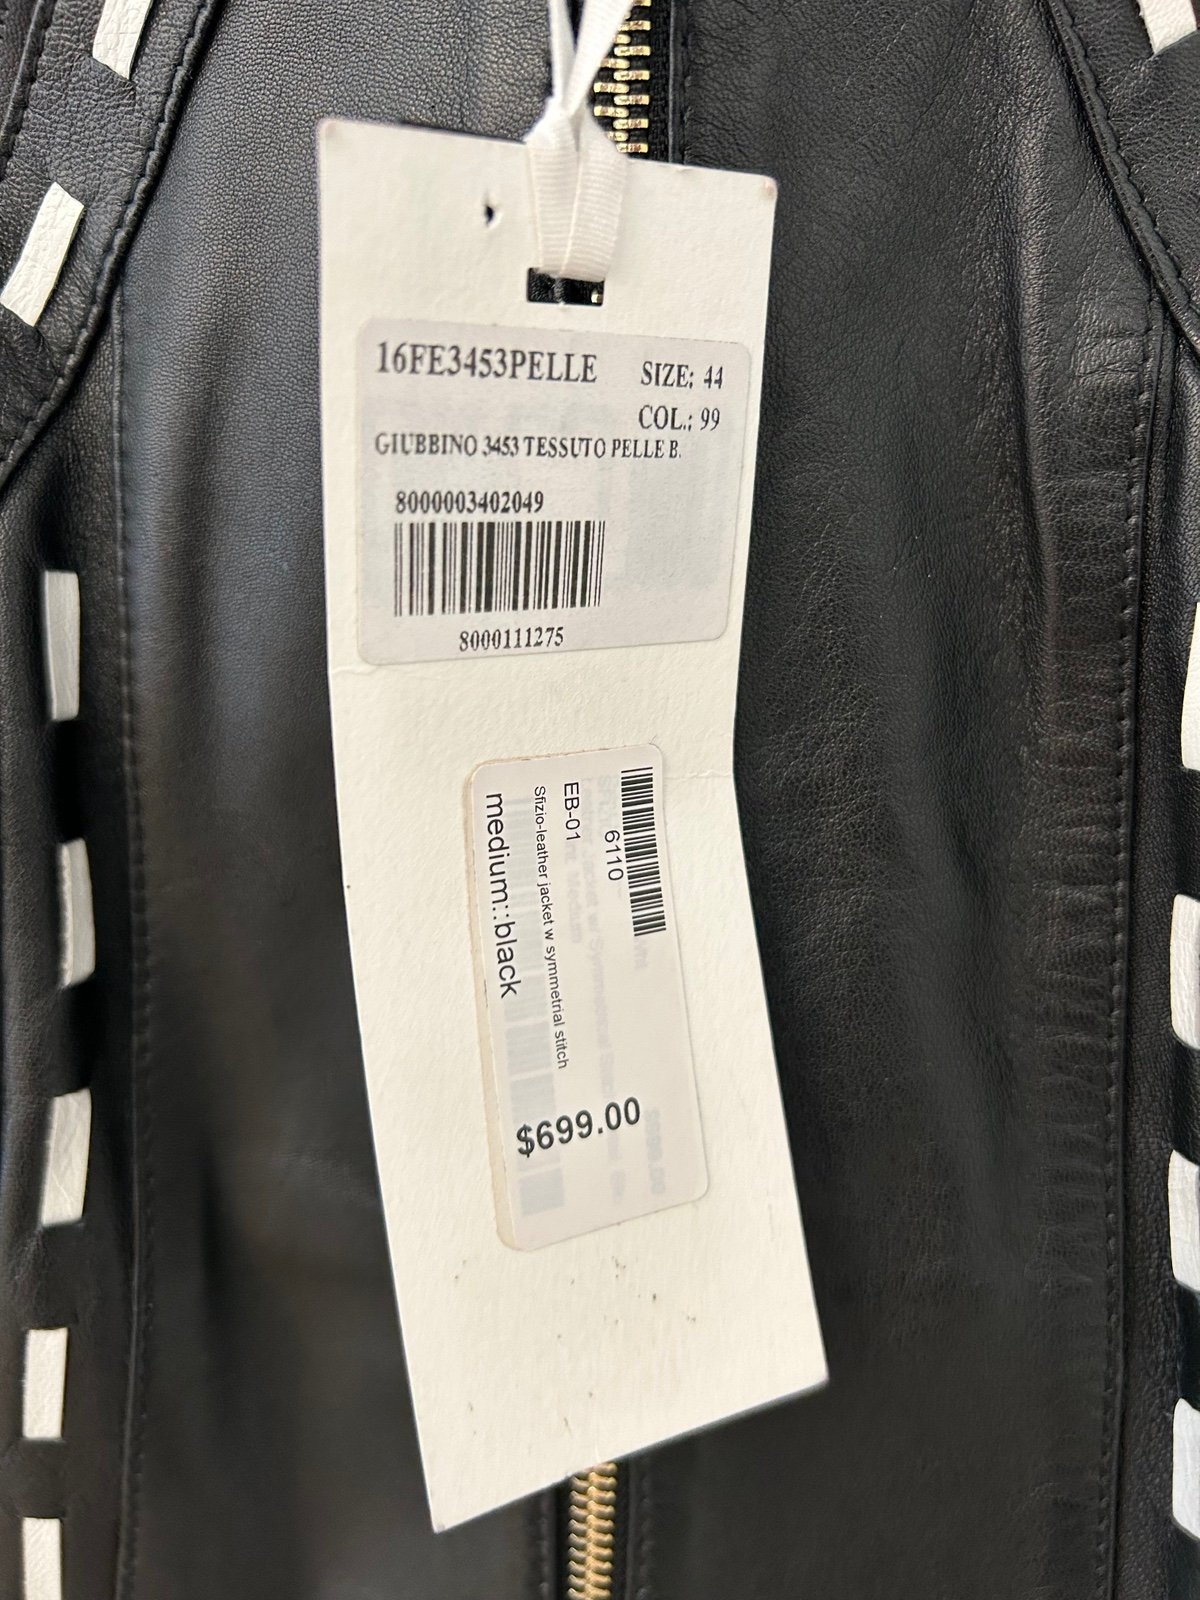 16FE3453PELLE
SIZE: 44
COL.: 99
GIUBBINO 3453 TESSUTO PELLE B.
8000003402049
8000111275
6110
EB-01
Sfizio-leather jacket w symmetrial stitch
medium::black
$699.00